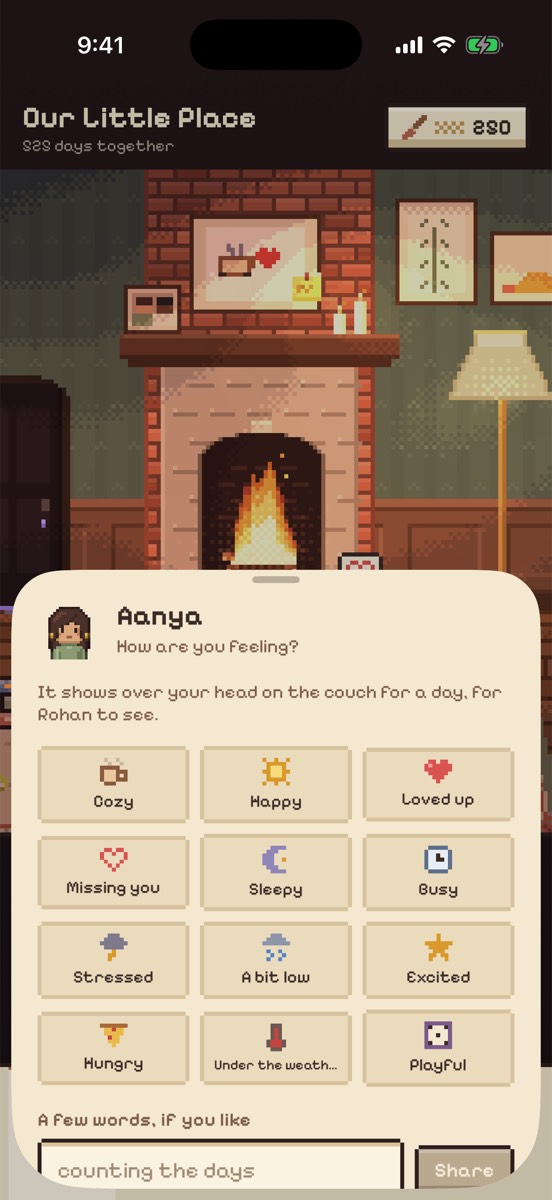 9:41
Our Little Place
828 days together
280
Aanya
How are you feeling?
It shows over your head on the couch for a day, for
Rohan to see.
Cozy
Happy
Loved up
Missing you
Sleepy
Busy
Stressed
A bit low
Excited
Hungry
Under the weath...
Playful
A few words, if you like
counting the days
Share